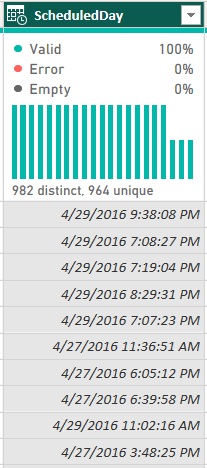 ScheduledDay
Valid 100%
Error 0%
Empty 0%
982 distinct, 964 unique
4/29/2016 9:38:08 PM
4/29/2016 7:08:27 PM
4/29/2016 7:19:04 PM
4/29/2016 8:29:31 PM
4/29/2016 7:07:23 PM
4/27/2016 11:36:51 AM
4/27/2016 6:05:12 PM
4/27/2016 6:39:58 PM
4/29/2016 11:02:16 AM
4/27/2016 3:48:25 PM